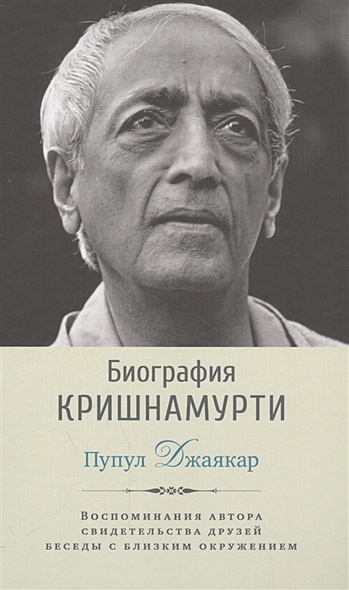 Биография
КРИШНАМУРТИ
Пупул Джаякар
Воспоминания автора
свидетельства друзей
беседы с близким окружением